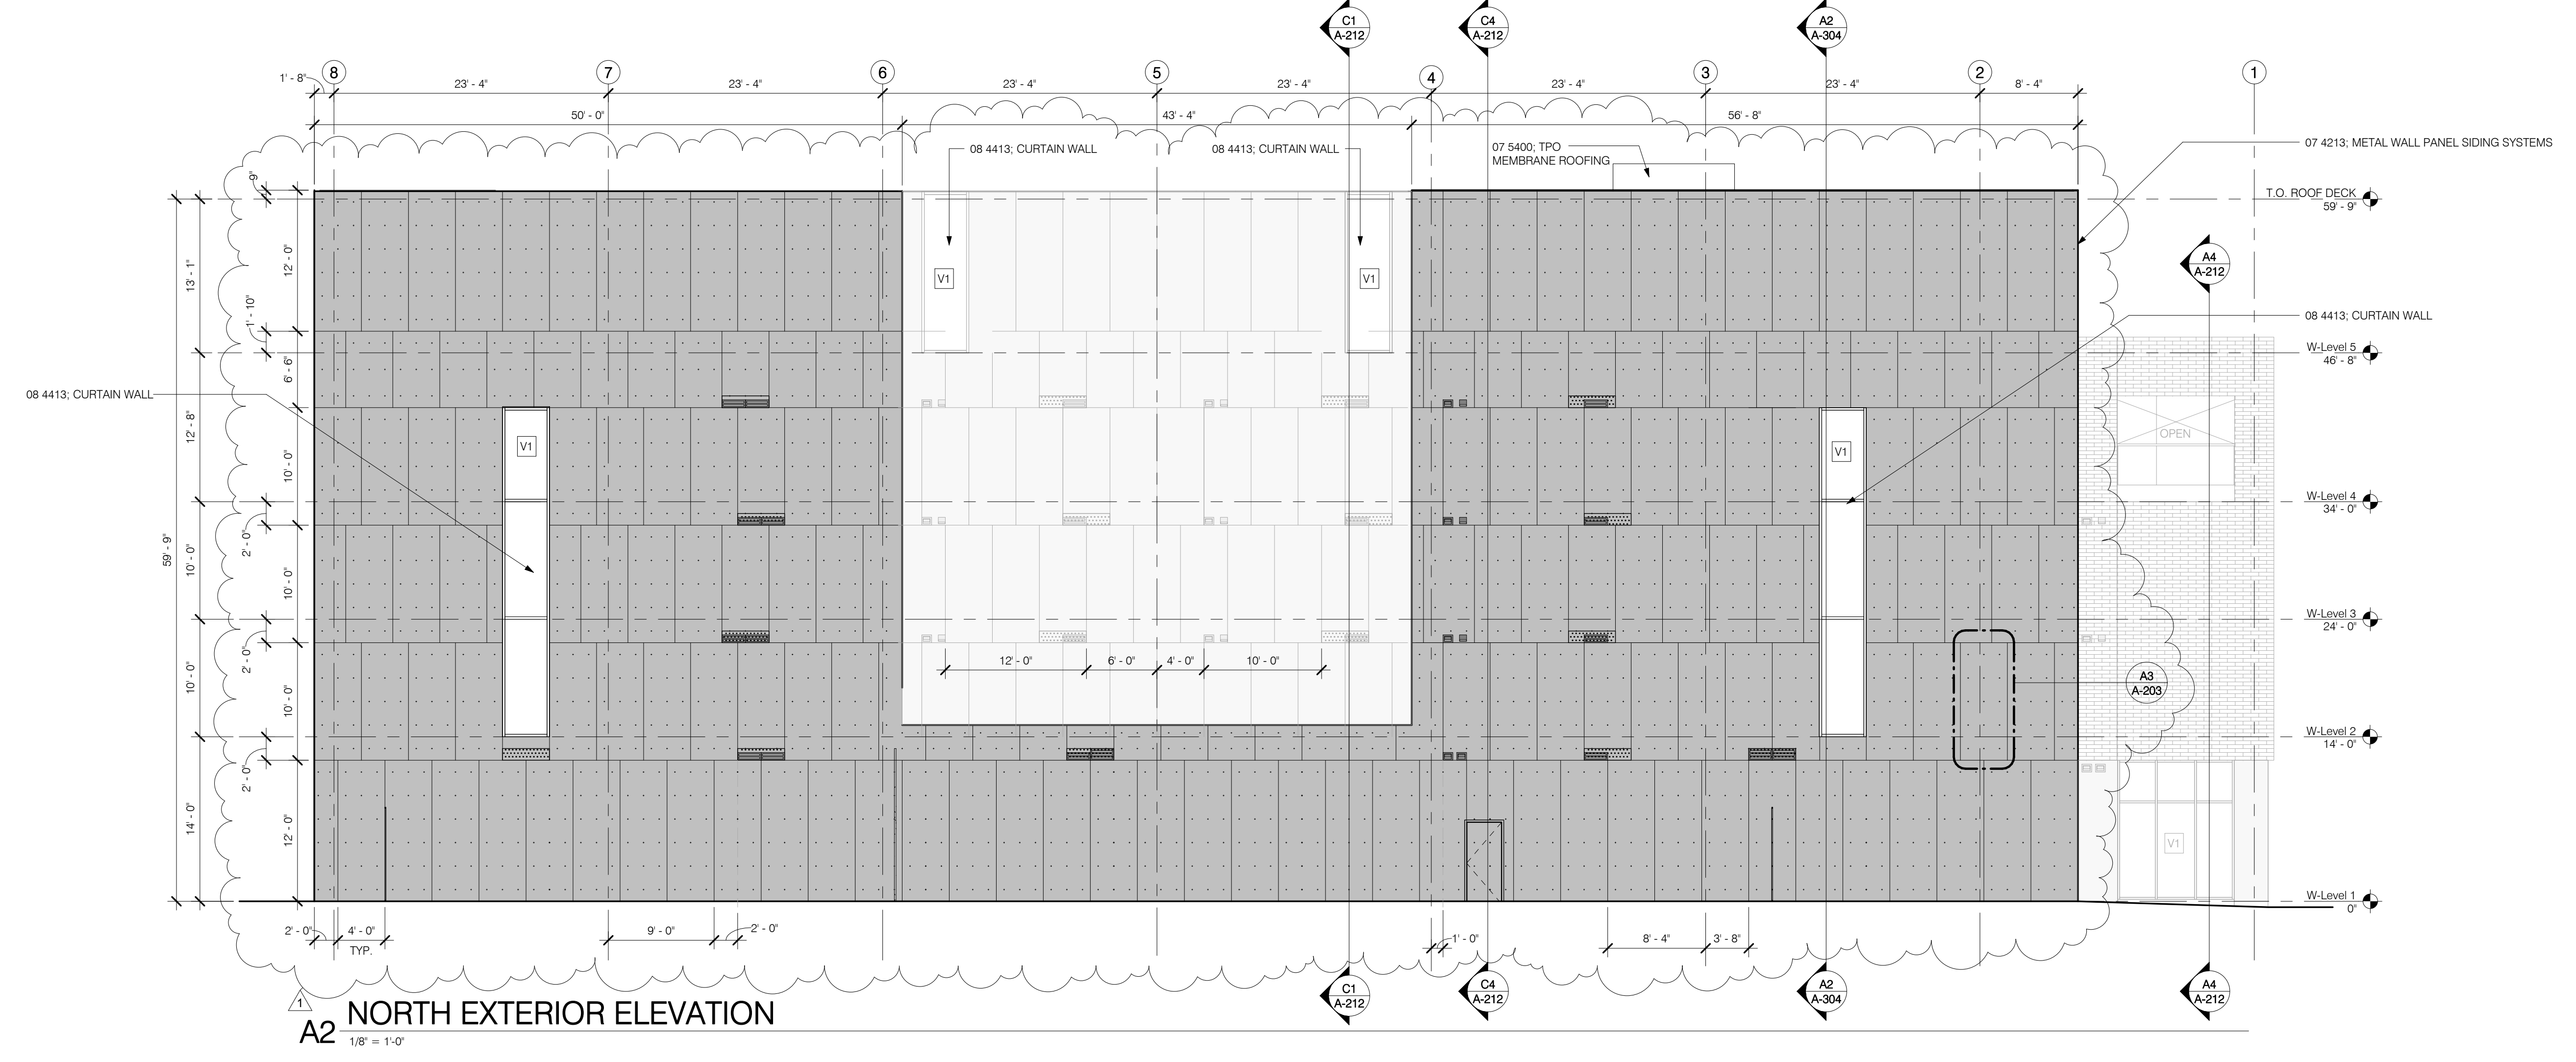 C1
A-212
C4
A-212
A2
A-304
8
7
6
5
4
3
2
1
1' - 8"
23' - 4"
23' - 4"
23' - 4"
23' - 4"
23' - 4"
23' - 4"
8' - 4"
50' - 0"
43' - 4"
56' - 8"
08 4413; CURTAIN WALL
08 4413; CURTAIN WALL
07 5400; TPO
MEMBRANE ROOFING
07 4213; METAL WALL PANEL SIDING SYSTEMS
9"
T.O. ROOF DECK
59' - 9"
12' - 0"
13' - 1"
1' - 10"
V1
V1
A4
A-212
08 4413; CURTAIN WALL
W-Level 5
46' - 8"
6' - 6"
08 4413; CURTAIN WALL
12' - 8"
10' - 0"
V1
V1
OPEN
W-Level 4
34' - 0"
2' - 0"
59' - 9"
10' - 0"
10' - 0"
W-Level 3
24' - 0"
2' - 0"
12' - 0"
6' - 0"
4' - 0"
10' - 0"
10' - 0"
10' - 0"
A3
A-203
W-Level 2
14' - 0"
2' - 0"
14' - 0"
12' - 0"
V1
W-Level 1
0"
2' - 0"
4' - 0"
TYP.
9' - 0"
2' - 0"
1' - 0"
8' - 4"
3' - 8"
C1
A-212
C4
A-212
A2
A-304
A4
A-212
1
A2
NORTH EXTERIOR ELEVATION
1/8" = 1'-0"